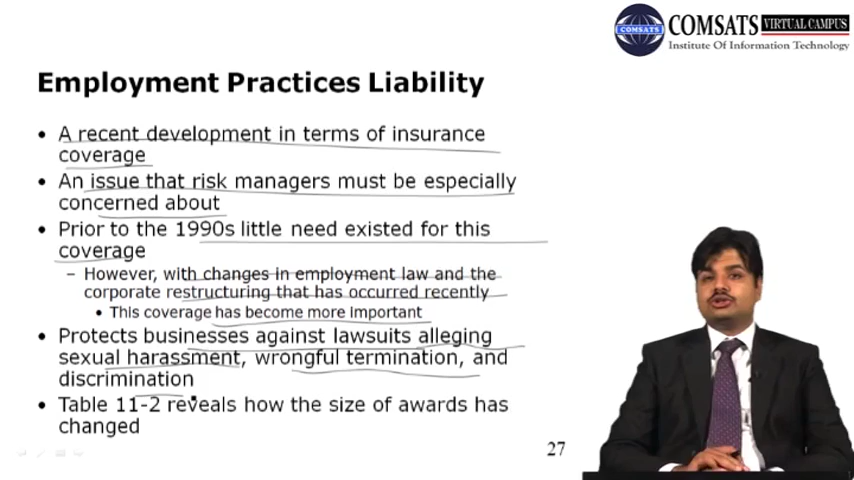 COMSATS VIRTUAL CAMPUS
COMSATS
Institute Of Information Technology
Employment Practices Liability
• A recent development in terms of insurance
coverage
• An issue that risk managers must be especially
concerned about
• Prior to the 1990s little need existed for this
coverage
– However, with changes in employment law and the
corporate restructuring that has occurred recently
• This coverage has become more important
• Protects businesses against lawsuits alleging
sexual harassment, wrongful termination, and
discrimination
• Table 11-2 reveals how the size of awards has
changed
27